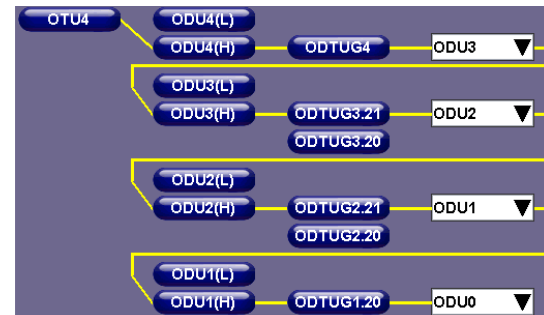 OTU4 ODU4(L)
ODU4(H) ODTUG4 ODU3
ODU3(L)
ODU3(H) ODTUG3.21 ODU2
ODTUG3.20
ODU2(L)
ODU2(H) ODTUG2.21 ODU1
ODTUG2.20
ODU1(L)
ODU1(H) ODTUG1.20 ODU0